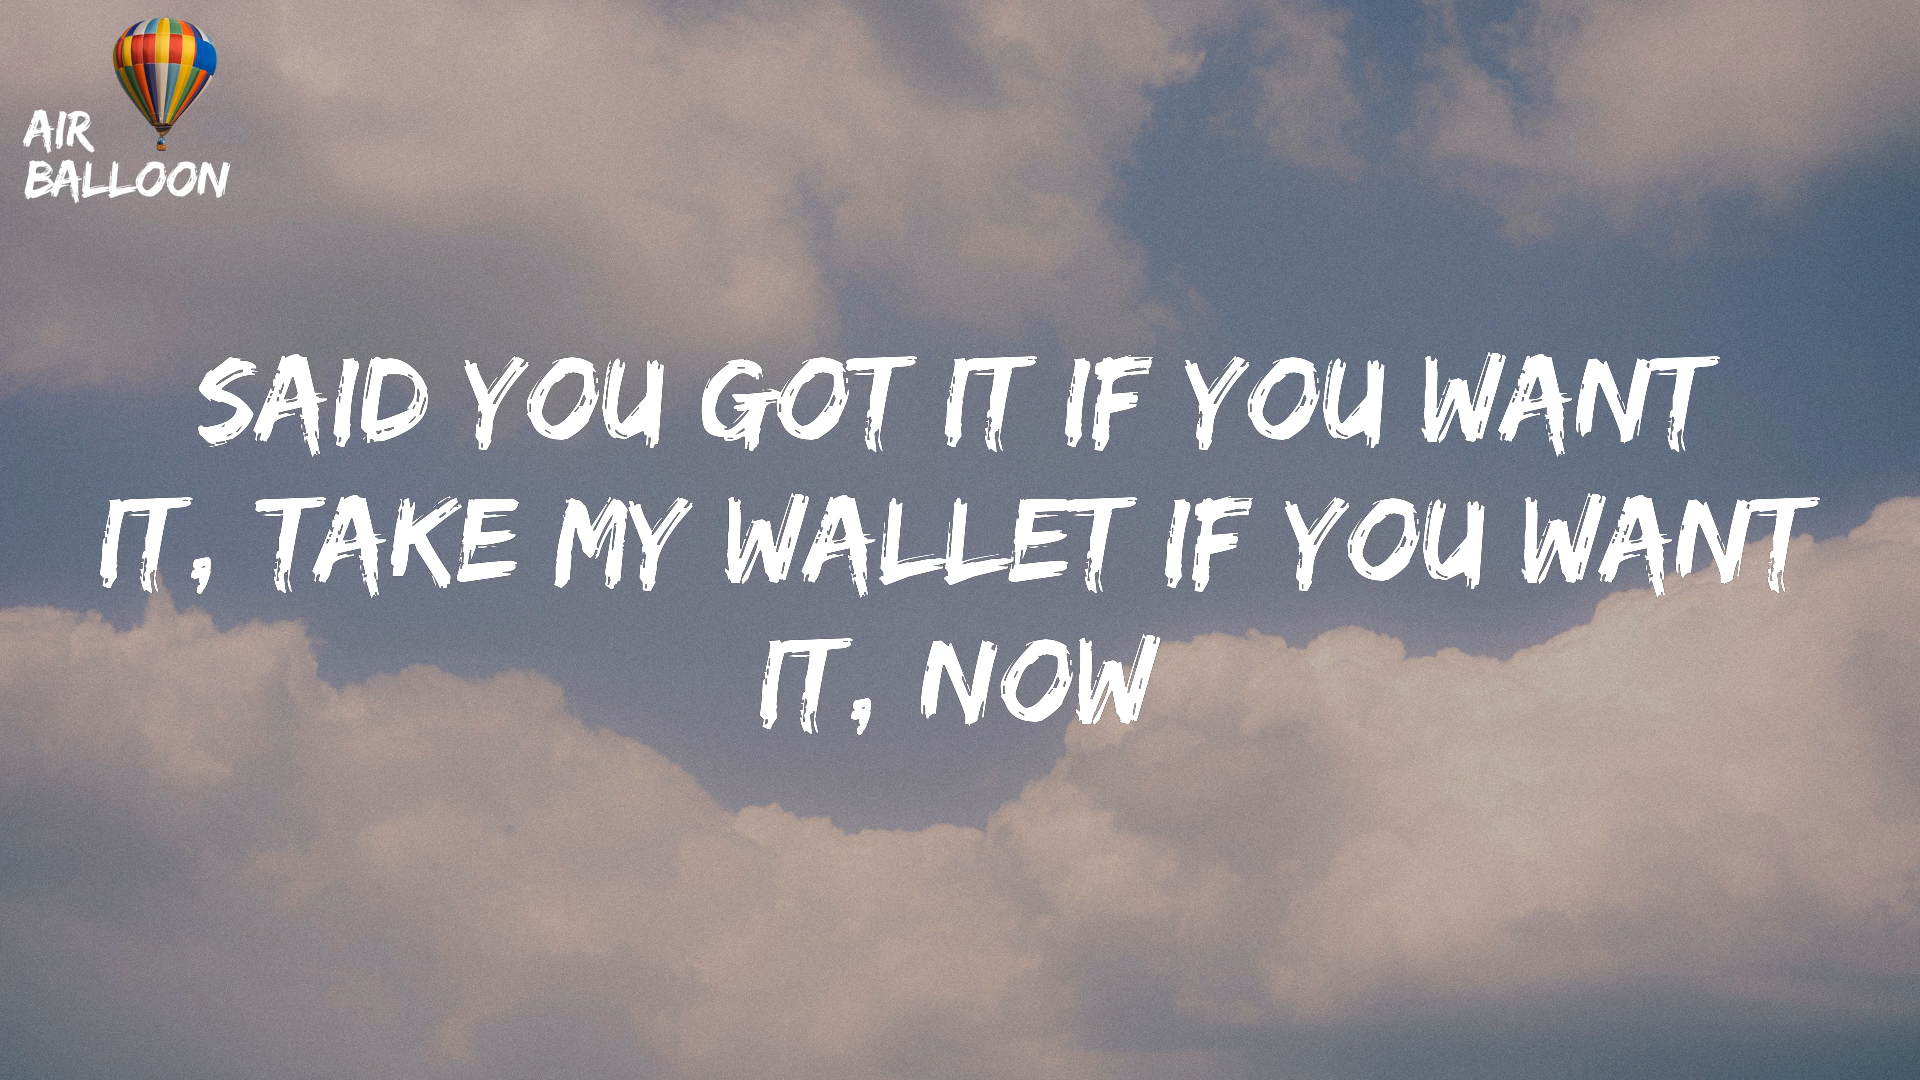 AIR
BALLOON
SAID YOU GOT IT IF YOU WANT
IT, TAKE MY WALLET IF YOU WANT
IT, NOW